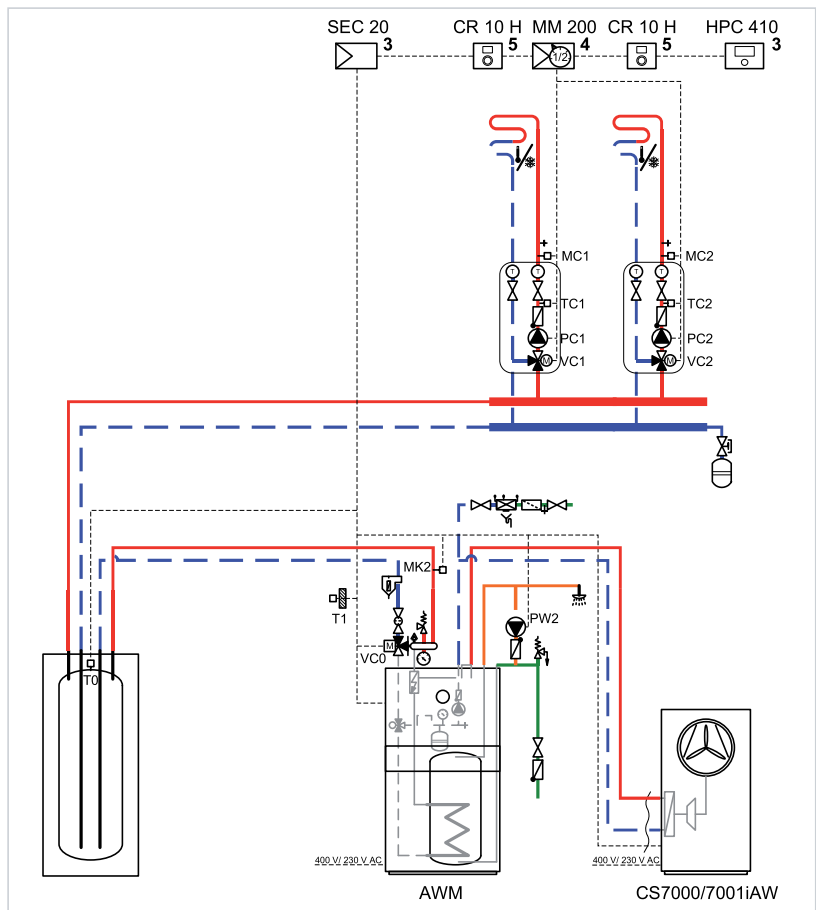 SEC 20 CR 10 H MM 200 CR 10 H HPC 410
3 5 4 5 3
1/2
MC1 MC2
T T T T
TC1 TC2
PC1 PC2
M VC1 M VC2
MK2
T1
PW2
VC0 M
T0
400 V/ 230 V AC 400 V/ 230 V AC
AWM CS7000/7001iAW